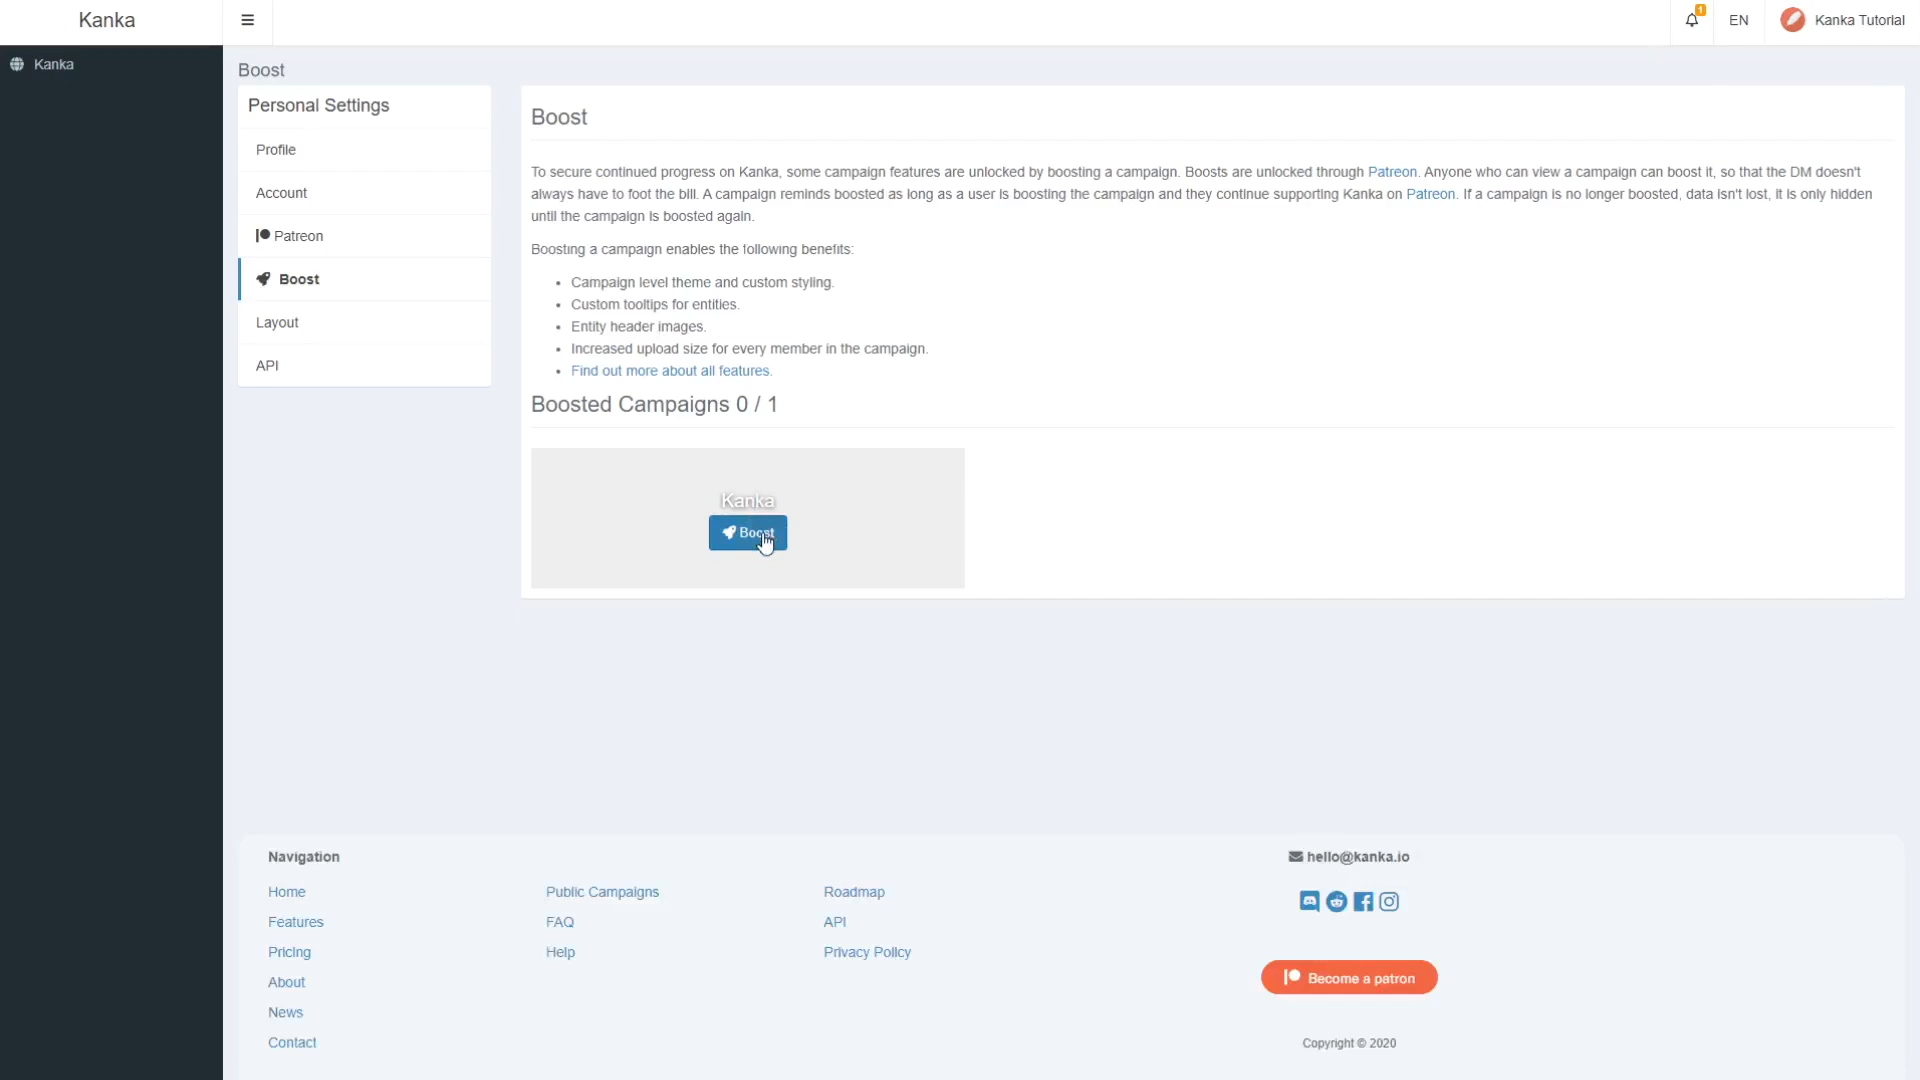 Kanka
1
EN
Kanka Tutorial
Kanka
Boost
Personal Settings
Profile
Account
Patreon
Boost
Layout
API
Boost
To secure continued progress on Kanka, some campaign features are unlocked by boosting a campaign. Boosts are unlocked through Patreon. Anyone who can view a campaign can boost it, so that the DM doesn't
always have to foot the bill. A campaign reminds boosted as long as a user is boosting the campaign and they continue supporting Kanka on Patreon. If a campaign is no longer boosted, data isn't lost, it is only hidden
until the campaign is boosted again.
Boosting a campaign enables the following benefits:
• Campaign level theme and custom styling.
• Custom tooltips for entities.
• Entity header images.
• Increased upload size for every member in the campaign.
• Find out more about all features.
Boosted Campaigns 0 / 1
Kanka
Boost
Navigation
Home
Features
Pricing
About
News
Contact
Public Campaigns
FAQ
Help
Roadmap
API
Privacy Policy
hello@kanka.io
Become a patron
Copyright © 2020